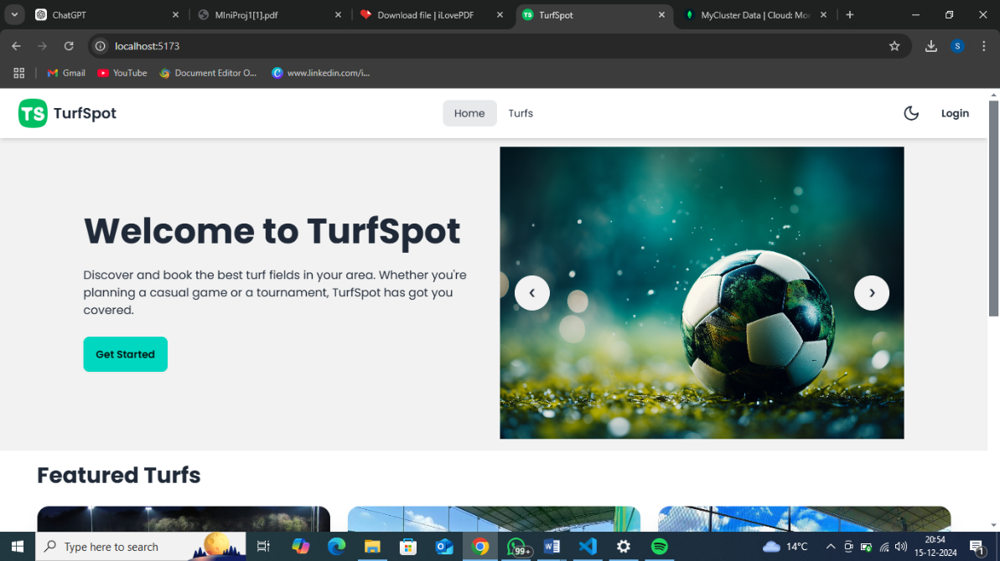 ChatGPT
MIniProj1[1].pdf
Download file | iLovePDF
TS
TurfSpot
MyCluster Data | Cloud: Mon
localhost:5173
S
Gmail
YouTube
Document Editor O...
www.linkedin.com/i...
TS
TurfSpot
Home
Turfs
Login
Welcome to TurfSpot
Discover and book the best turf fields in your area. Whether you're
planning a casual game or a tournament, TurfSpot has got you
covered.
Get Started
Featured Turfs
Type here to search
99+
14°C
20:54
15-12-2024
1